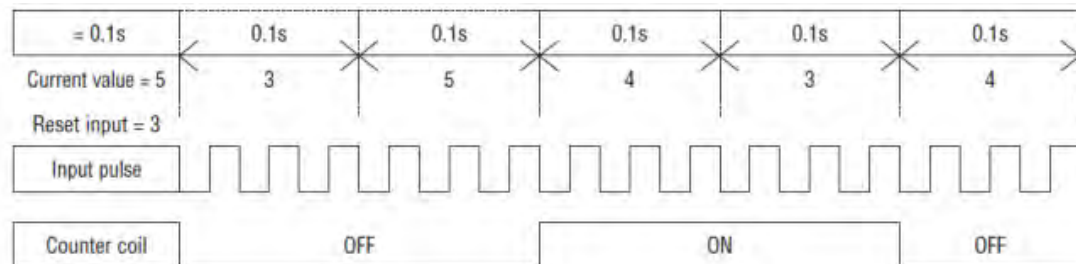 = 0.1s 0.1s 0.1s 0.1s 0.1s 0.1s
Current value = 5 3 5 4 3 4
Reset input = 3
Input pulse
Counter coil OFF ON OFF